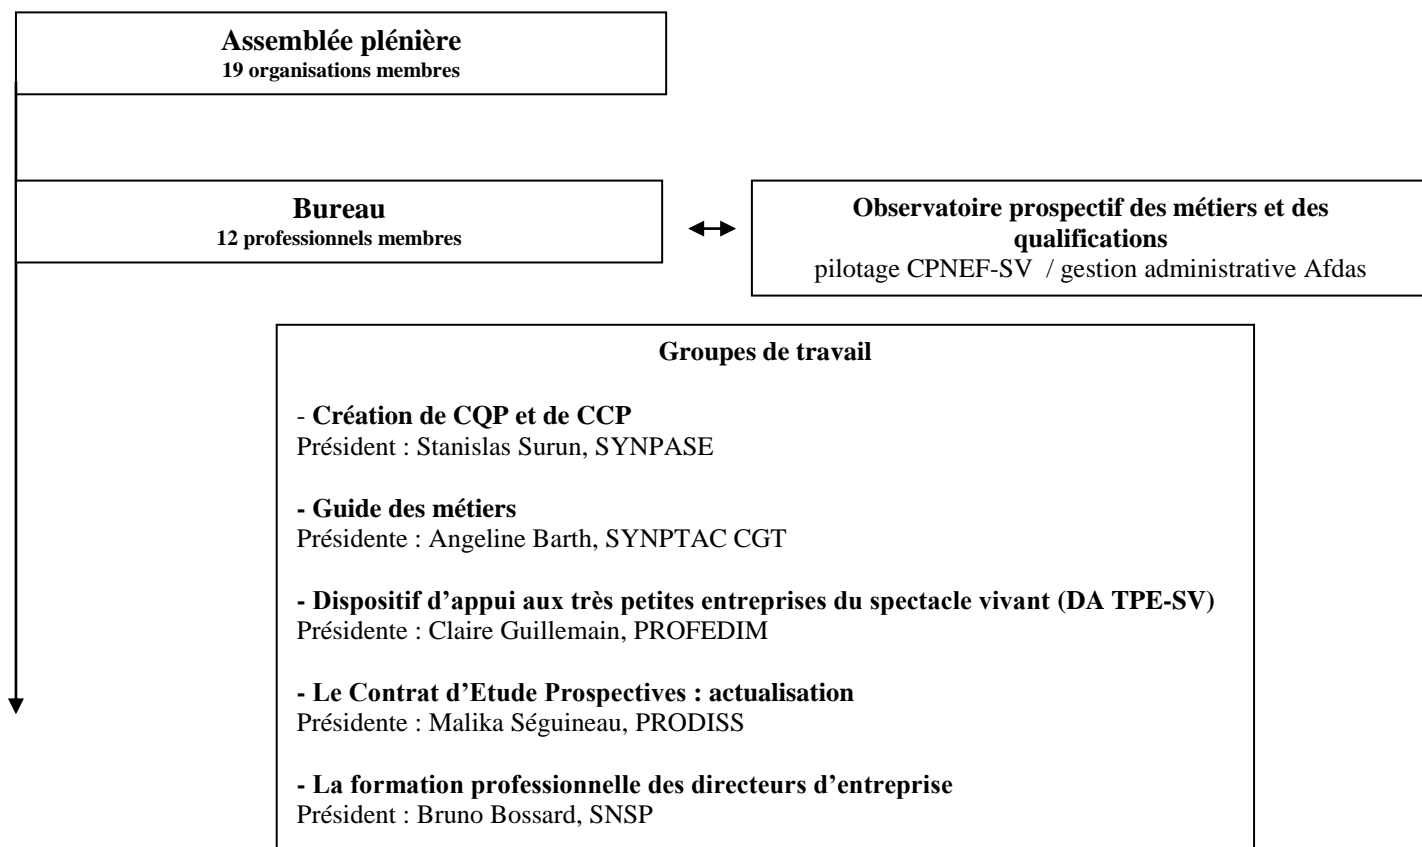 Assemblée plénière
19 organisations membres
Bureau
12 professionnels membres
Observatoire prospectif des métiers et des
qualifications
pilotage CPNEF-SV / gestion administrative Afdas
Groupes de travail
- Création de CQP et de CCP
Président : Stanislas Surun, SYNPASE
- Guide des métiers
Présidente : Angeline Barth, SYNPTAC CGT
- Dispositif d’appui aux très petites entreprises du spectacle vivant (DA TPE-SV)
Présidente : Claire Guillemain, PROFEDIM
- Le Contrat d’Etude Prospectives : actualisation
Présidente : Malika Séguineau, PRODISS
- La formation professionnelle des directeurs d’entreprise
Président : Bruno Bossard, SNSP